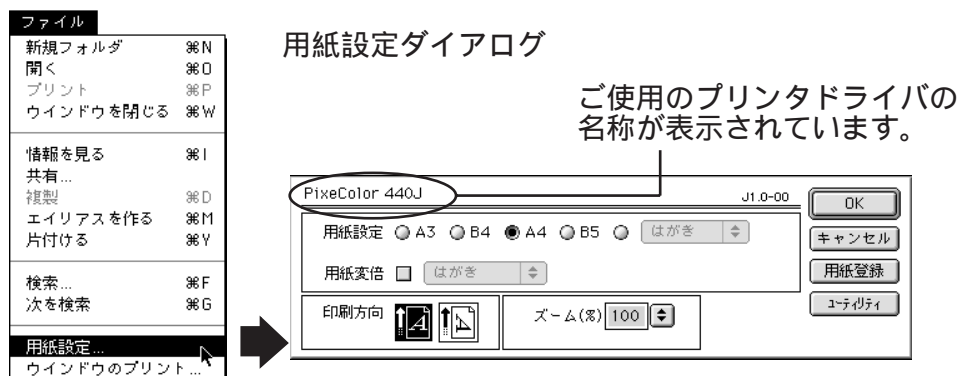 ファイル
新規フォルダ ⌘N
開く ⌘O
プリント ⌘P
ウインドウを閉じる ⌘W
情報を見る ⌘I
共有...
複製 ⌘D
エイリアスを作る ⌘M
片付ける ⌘Y
検索... ⌘F
次を検索 ⌘G
用紙設定...
ウインドウのプリント...
用紙設定ダイアログ
ご使用のプリンタドライバの
名称が表示されています。
PixeColor 440J J1.0-00
用紙設定 A3 B4 A4 B5 はがき
用紙変倍 はがき
印刷方向 ズーム(%) 100
OK
キャンセル
用紙登録
ユーティリティ